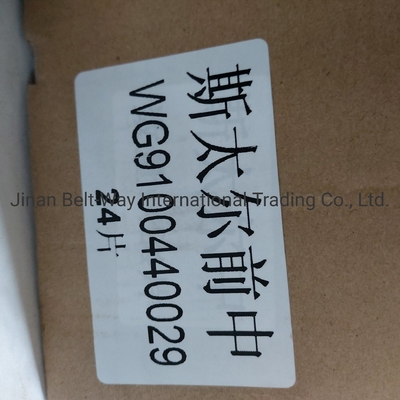 斯太尔前中
WG9100440029
24片
Jinan Belt-Way International Trading Co., Ltd.